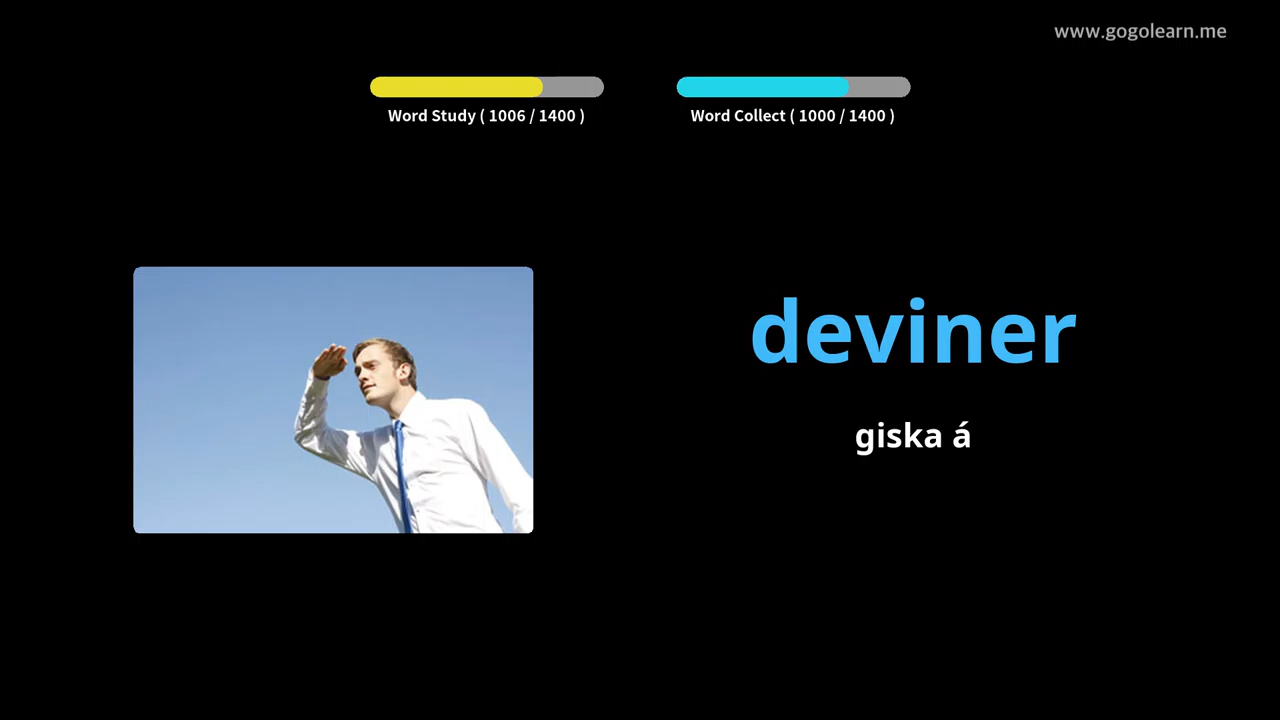 www.gogolearn.me
Word Study ( 1006 / 1400 )
Word Collect ( 1000 / 1400 )
deviner
giska á